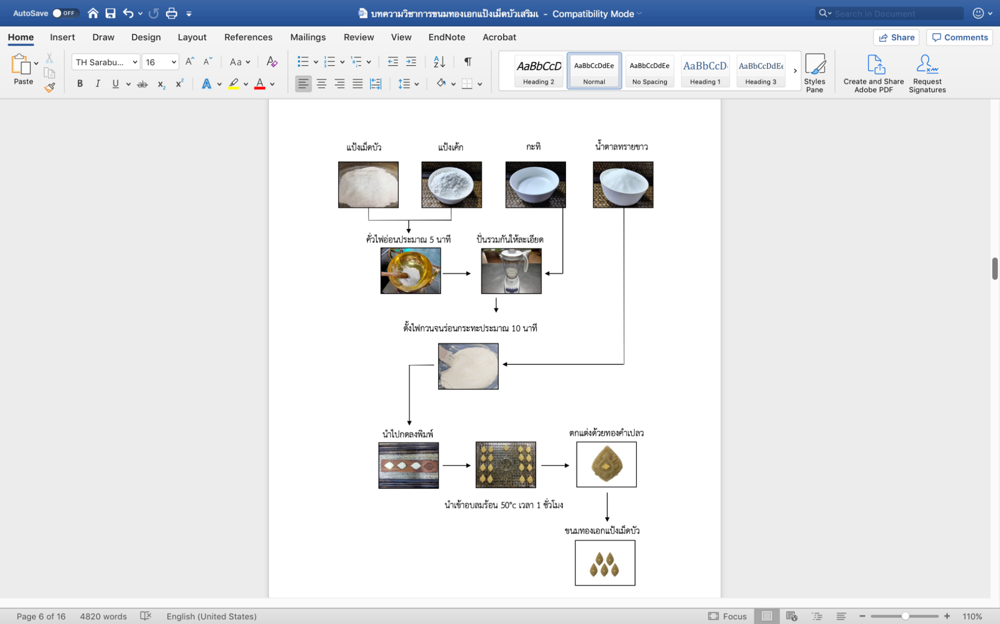 AutoSave OFF
บทความวิชาการขนมทองเอกแป้งเม็ดบัวเสริมเ - Compatibility Mode
Search in Document
Home Insert Draw Design Layout References Mailings Review View EndNote Acrobat
Share Comments
Paste
TH Sarabu... 16 Aa
B I U ab x2 x2 A A
AaBbCcD AaBbCcDdEe AaBbCcDdEe AaBbCcD AaBbCcDdEe
Heading 2 Normal No Spacing Heading 1 Heading 3
Styles Pane
Create and Share Adobe PDF
Request Signatures
แป้งเม็ดบัว แป้งเค้ก กะทิ น้ำตาลทรายขาว
คั่วไฟอ่อนประมาณ 5 นาที ปั่นรวมกันให้ละเอียด
ตั้งไฟกวนจนร่อนกระทะประมาณ 10 นาที
นำไปกดลงพิมพ์ ตกแต่งด้วยทองคำเปลว
นำเข้าอบลมร้อน 50°c เวลา 1 ชั่วโมง
ขนมทองเอกแป้งเม็ดบัว
Page 6 of 16 4820 words English (United States) Focus 110%